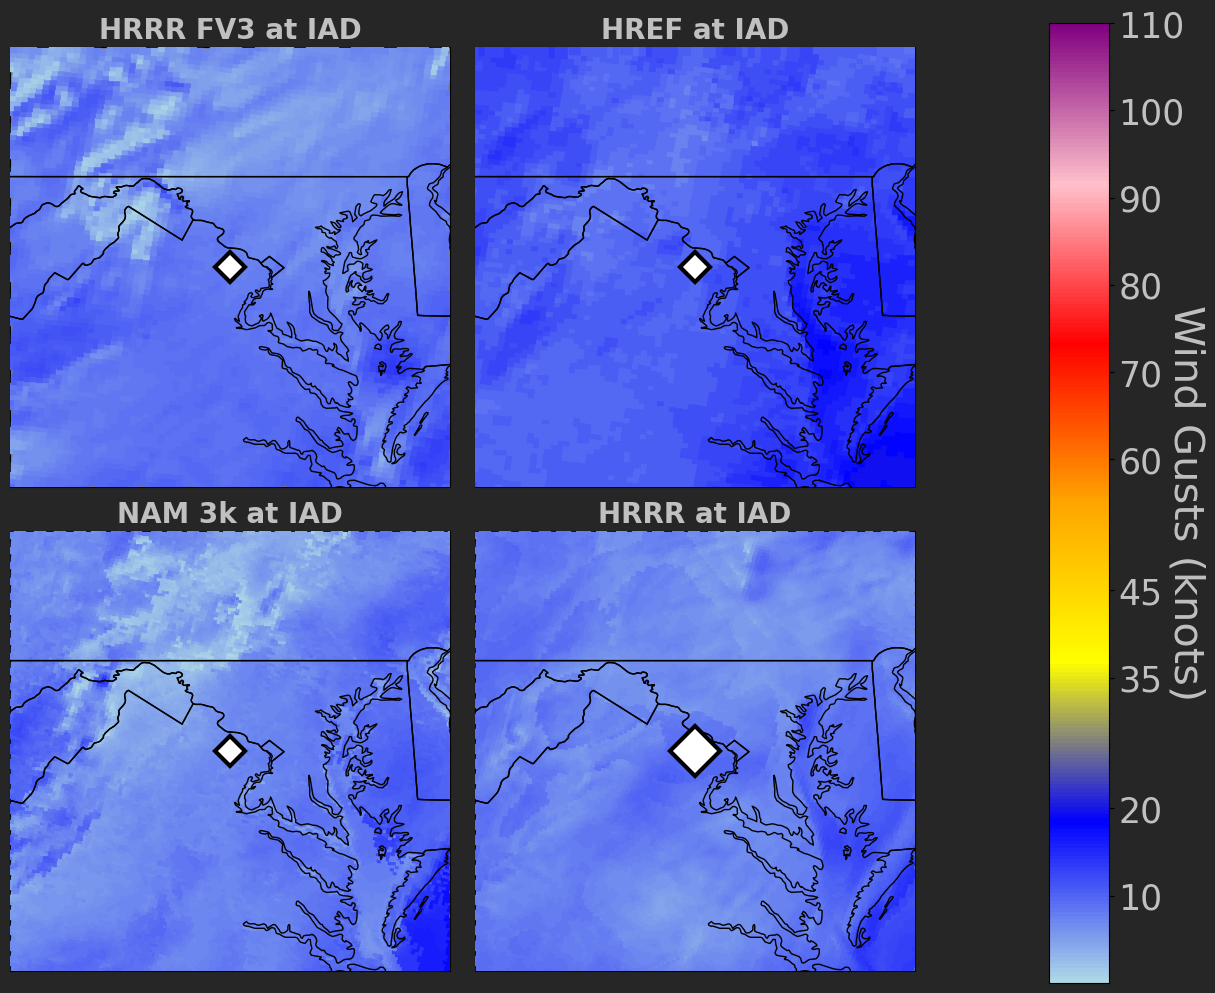 HRRR FV3 at IAD
HREF at IAD
NAM 3k at IAD
HRRR at IAD
110
100
90
80
70
60
45
35
20
10
Wind Gusts (knots)